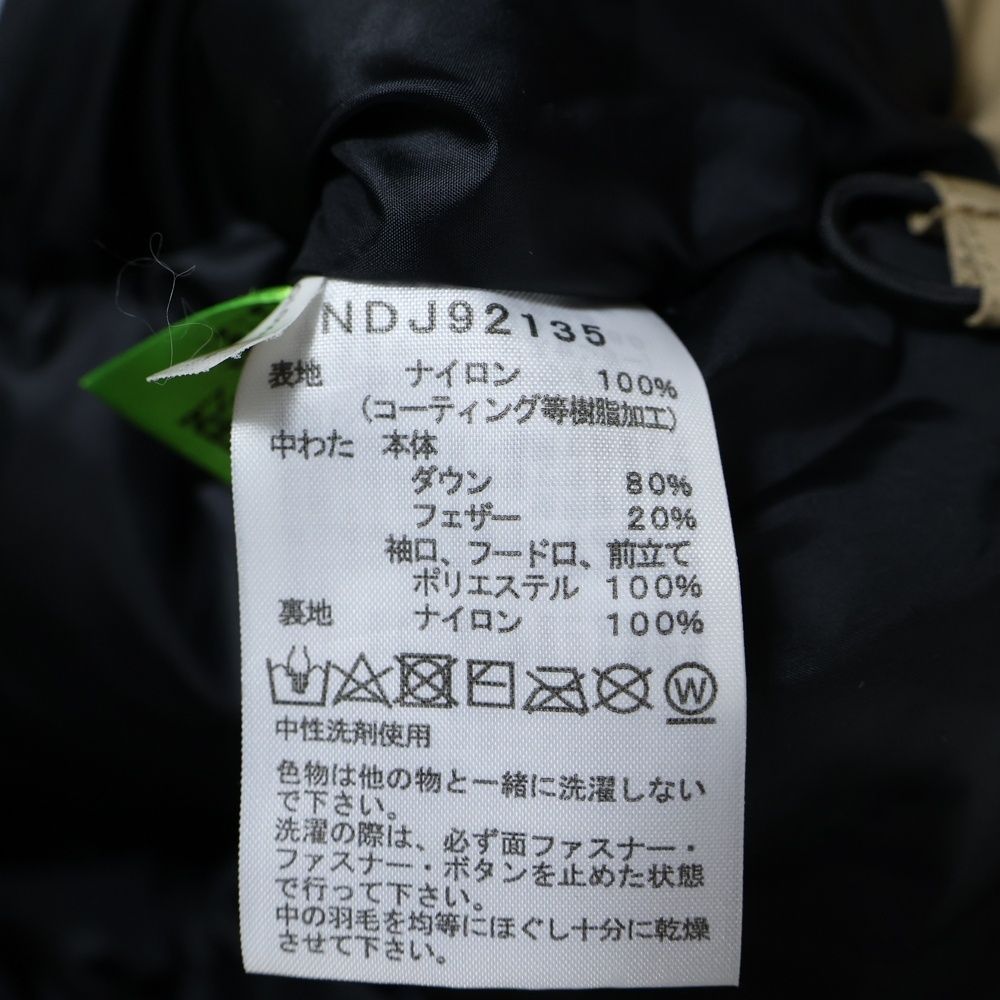 NDJ92135
表地 ナイロン 100%
(コーティング等樹脂加工)
中わた 本体
ダウン 80%
フェザー 20%
袖口、フードロ、前立て
ポリエステル 100%
裏地 ナイロン 100%
W
中性洗剤使用
色物は他の物と一緒に洗濯しない
で下さい。
洗濯の際は、必ず面ファスナー・
ファスナー・ボタンを止めた状態
で行って下さい。
中の羽毛を均等にほぐし十分に乾燥
させて下さい。